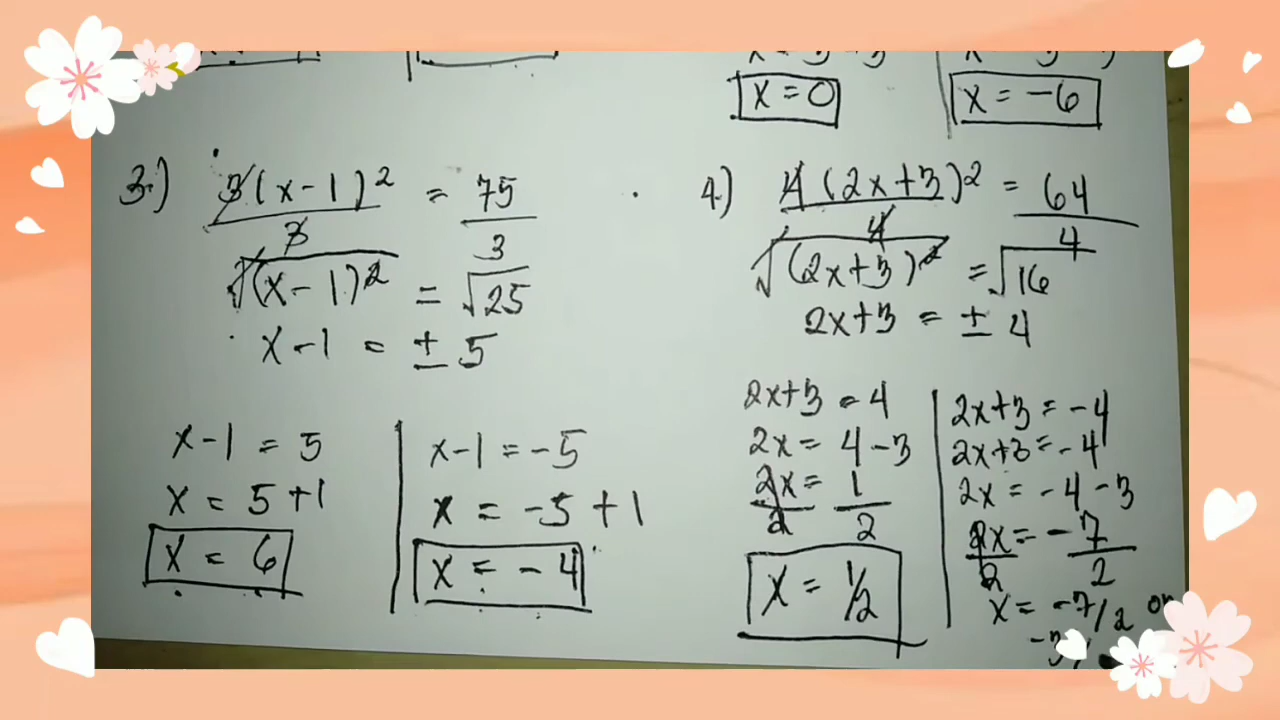 x = 0
x = -6
3.) 3(x-1)² = 75
3 3
√(x-1)² = √25
x-1 = ± 5
x-1 = 5
x = 5+1
x = 6
x-1 = -5
x = -5+1
x = -4
4.) 4(2x+3)² = 64
4 4
√(2x+3)² = √16
2x+3 = ± 4
2x+3 = 4
2x = 4-3
2x = 1
2 2
x = 1/2
2x+3 = -4
2x+3 = -4
2x = -4-3
2x = -7
2 2
x = -7/2 or